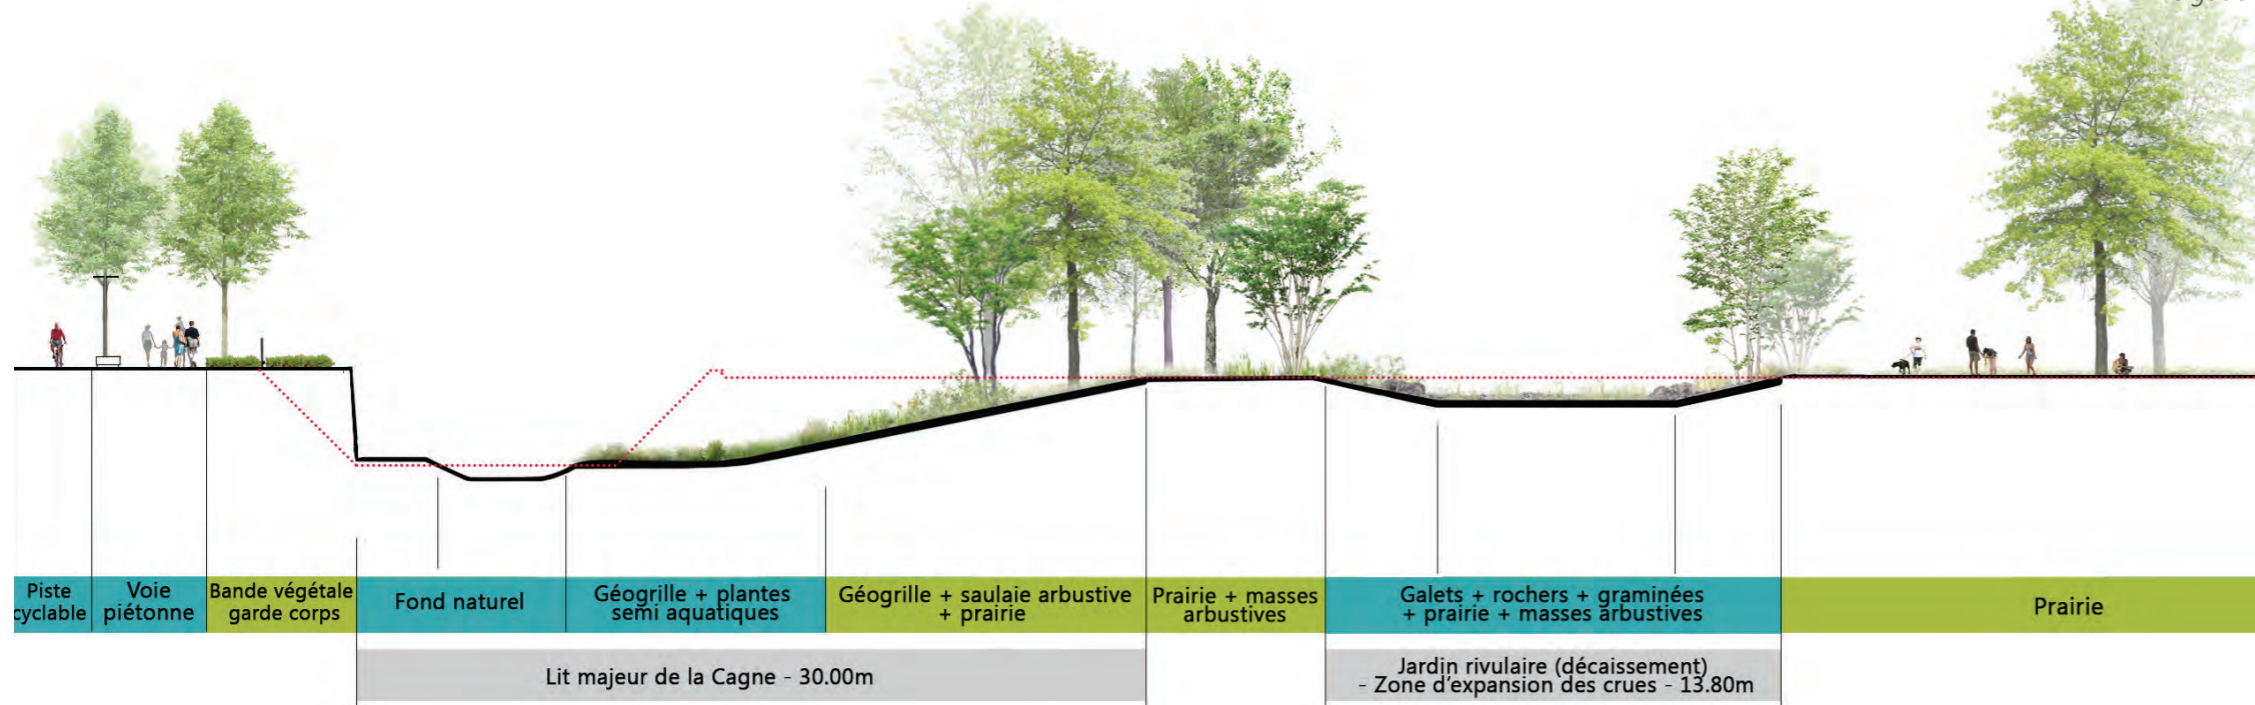 Piste
cyclable
Voie
piétonne
Bande végétale
garde corps
Fond naturel
Géogrille + plantes
semi aquatiques
Géogrille + saulaie arbustive
+ prairie
Prairie + masses
arbustives
Galets + rochers + graminées
+ prairie + masses arbustives
Prairie
Lit majeur de la Cagne - 30.00m
Jardin rivulaire (décaissement)
- Zone d'expansion des crues - 13.80m